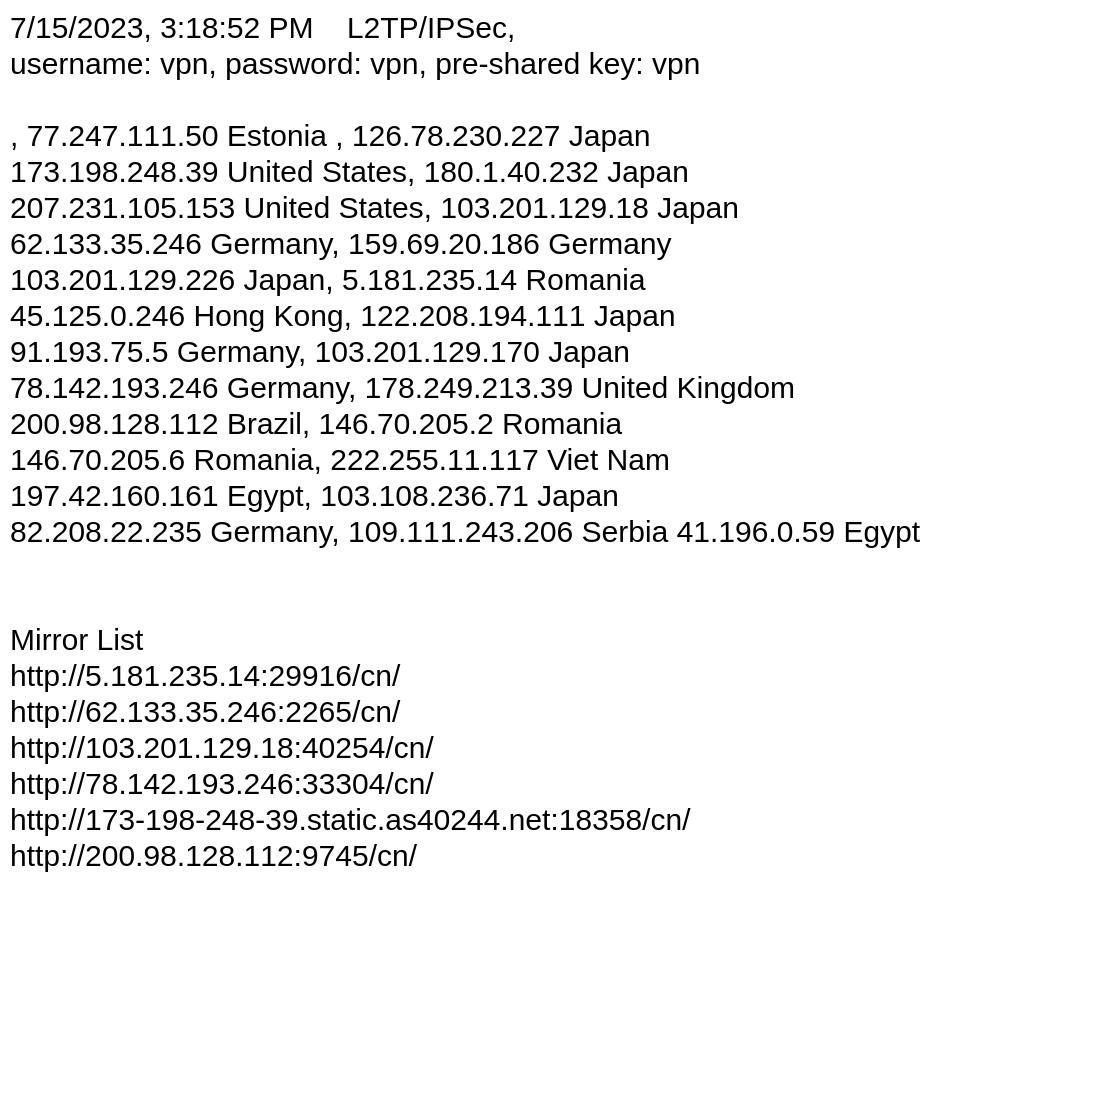 7/15/2023, 3:18:52 PM    L2TP/IPSec,
username: vpn, password: vpn, pre-shared key: vpn
, 77.247.111.50 Estonia , 126.78.230.227 Japan
173.198.248.39 United States, 180.1.40.232 Japan
207.231.105.153 United States, 103.201.129.18 Japan
62.133.35.246 Germany, 159.69.20.186 Germany
103.201.129.226 Japan, 5.181.235.14 Romania
45.125.0.246 Hong Kong, 122.208.194.111 Japan
91.193.75.5 Germany, 103.201.129.170 Japan
78.142.193.246 Germany, 178.249.213.39 United Kingdom
200.98.128.112 Brazil, 146.70.205.2 Romania
146.70.205.6 Romania, 222.255.11.117 Viet Nam
197.42.160.161 Egypt, 103.108.236.71 Japan
82.208.22.235 Germany, 109.111.243.206 Serbia 41.196.0.59 Egypt
Mirror List
http://5.181.235.14:29916/cn/
http://62.133.35.246:2265/cn/
http://103.201.129.18:40254/cn/
http://78.142.193.246:33304/cn/
http://173-198-248-39.static.as40244.net:18358/cn/
http://200.98.128.112:9745/cn/